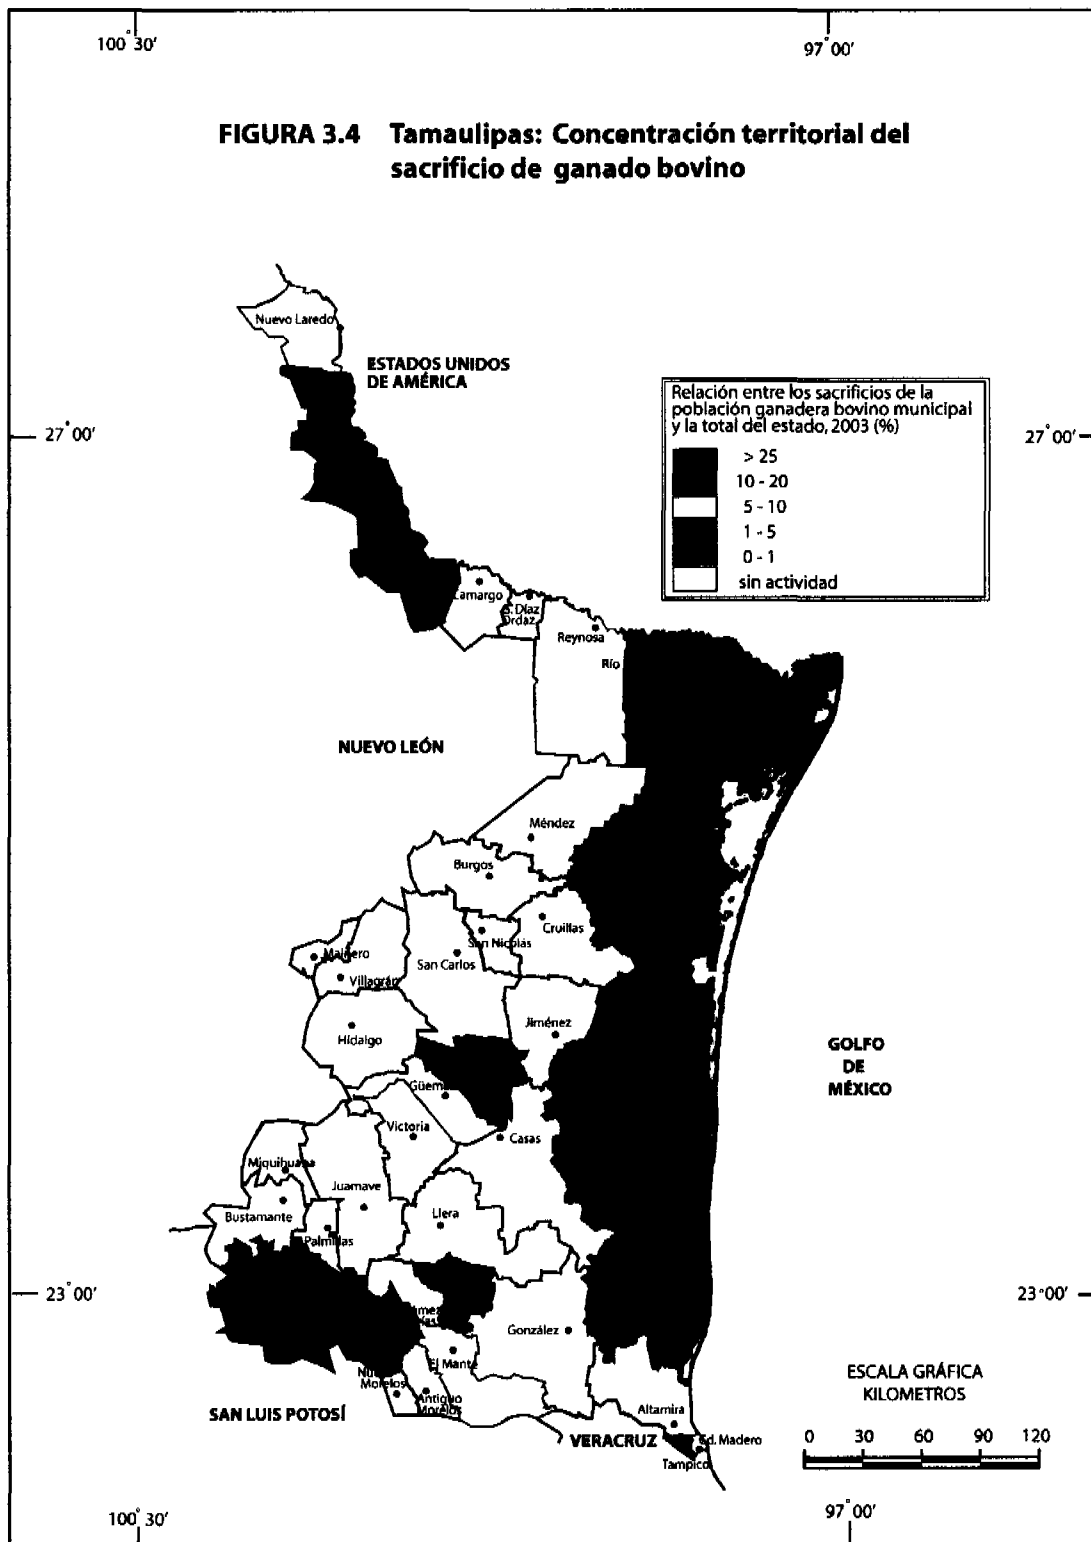 100° 30'
97° 00'
FIGURA 3.4 Tamaulipas: Concentración territorial del
sacrificio de ganado bovino
Nuevo Laredo
ESTADOS UNIDOS
DE AMÉRICA
Relación entre los sacrificios de la
población ganadera bovino municipal
y la total del estado, 2003 (%)
> 25
10 - 20
5 - 10
1 - 5
0 - 1
sin actividad
27° 00'
27° 00'
Camargo
S. Díaz
Ordaz
Reynosa
Río
NUEVO LEÓN
Méndez
Burgos
Cruillas
San Nicolás
San Carlos
Mainero
Villagrán
Hidalgo
Jiménez
GOLFO
DE
MÉXICO
Victoria
Casas
Miquihuana
Juamave
Bustamante
Llera
Palmillas
23° 00'
23° 00'
González
El Mante
Morelos
Antiguo
Morelos
SAN LUIS POTOSÍ
VERACRUZ
Altamira
Cd. Madero
Tampico
ESCALA GRÁFICA
KILOMETROS
0 30 60 90 120
100° 30'
97° 00'